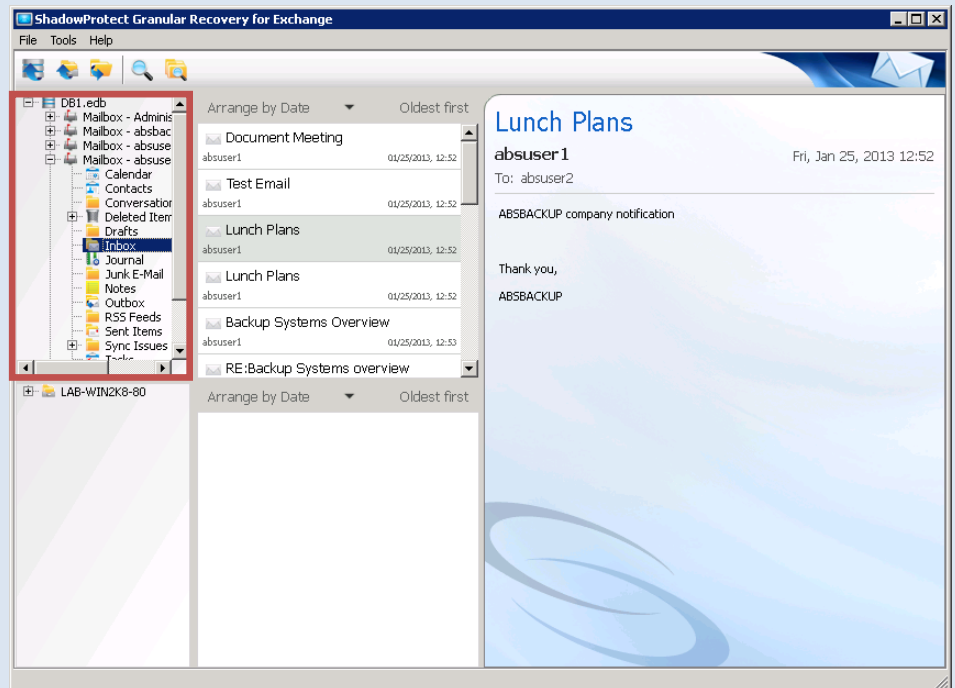 ShadowProtect Granular Recovery for Exchange
File Tools Help
DB1.edb
Mailbox - Adminis
Mailbox - absbac
Mailbox - absuse
Mailbox - absuse
Calendar
Contacts
Conversation
Deleted Item
Drafts
Inbox
Journal
Junk E-Mail
Notes
Outbox
RSS Feeds
Sent Items
Sync Issues
Tasks
LAB-WIN2K8-80
Arrange by Date Oldest first
Document Meeting
absuser1 01/25/2013, 12:52
Test Email
absuser1 01/25/2013, 12:52
Lunch Plans
absuser1 01/25/2013, 12:52
Lunch Plans
absuser1 01/25/2013, 12:52
Backup Systems Overview
absuser1 01/25/2013, 12:53
RE:Backup Systems overview
Arrange by Date Oldest first
Lunch Plans
absuser1 Fri, Jan 25, 2013 12:52
To: absuser2
ABSBACKUP company notification
Thank you,
ABSBACKUP